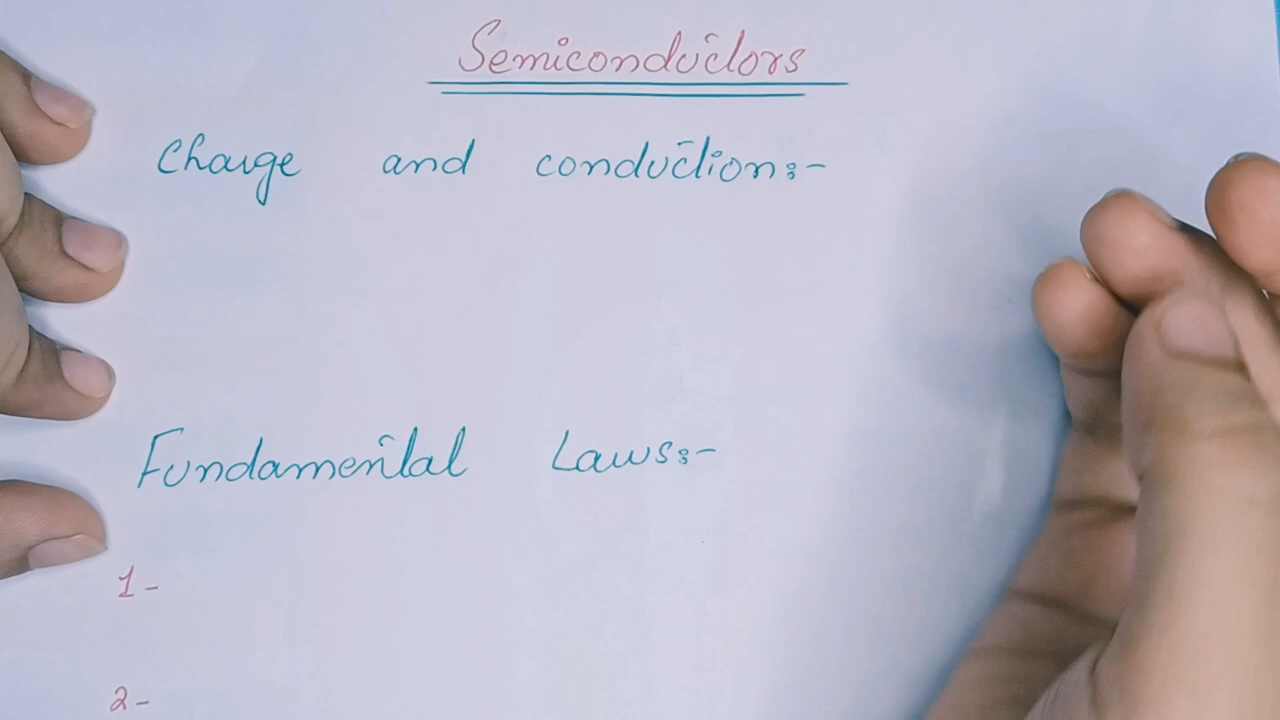 Semiconductors
Charge and conduction:-
Fundamental Laws:-
1-
2-